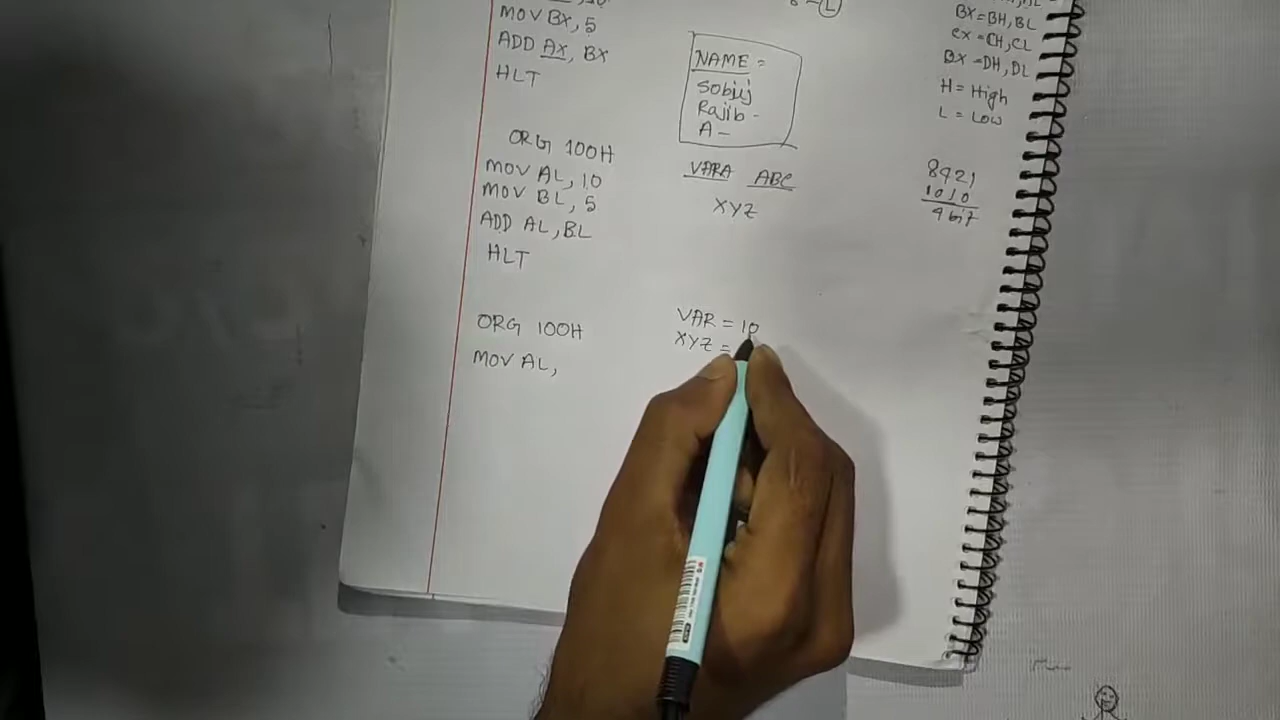 MOV BX, 5
ADD AX, BX
HLT
ORG 100H
MOV AL, 10
MOV BL, 5
ADD AL, BL
HLT
ORG 100H
MOV AL,
NAME =
Sobuj
Rajib -
A -
VARA ABC
XYZ
VAR = 10
XYZ =
BX = BH, BL
CX = CH, CL
DX = DH, DL
H = High
L = Low
8421
1010
4 bit